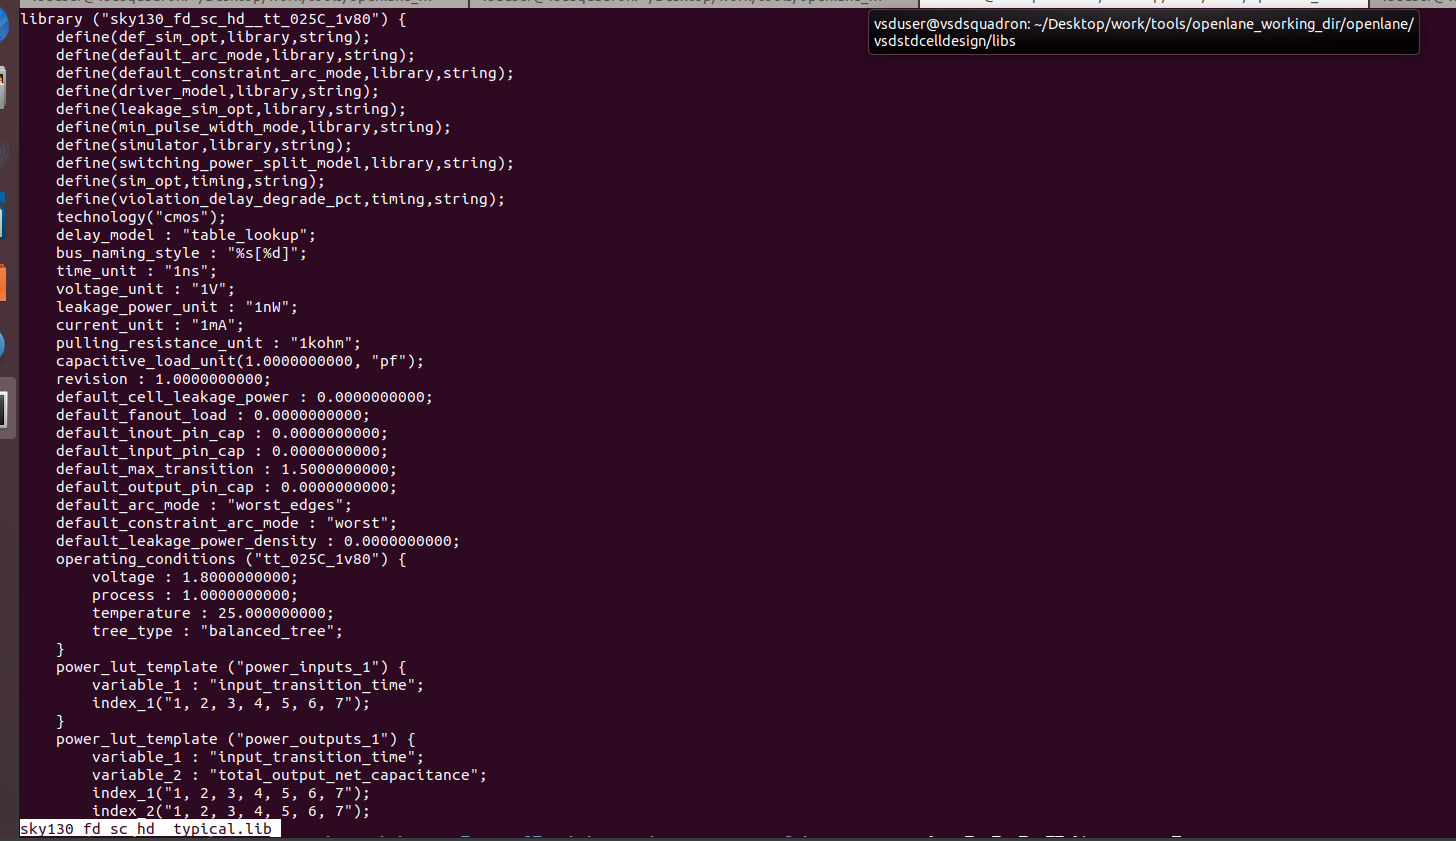 library ("sky130_fd_sc_hd__tt_025C_1v80") {
    define(def_sim_opt,library,string);
    define(default_arc_mode,library,string);
    define(default_constraint_arc_mode,library,string);
    define(driver_model,library,string);
    define(leakage_sim_opt,library,string);
    define(min_pulse_width_mode,library,string);
    define(simulator,library,string);
    define(switching_power_split_model,library,string);
    define(sim_opt,timing,string);
    define(violation_delay_degrade_pct,timing,string);
    technology("cmos");
    delay_model : "table_lookup";
    bus_naming_style : "%s[%d]";
    time_unit : "1ns";
    voltage_unit : "1V";
    leakage_power_unit : "1nW";
    current_unit : "1mA";
    pulling_resistance_unit : "1kohm";
    capacitive_load_unit(1.0000000000, "pf");
    revision : 1.0000000000;
    default_cell_leakage_power : 0.0000000000;
    default_fanout_load : 0.0000000000;
    default_inout_pin_cap : 0.0000000000;
    default_input_pin_cap : 0.0000000000;
    default_max_transition : 1.5000000000;
    default_output_pin_cap : 0.0000000000;
    default_arc_mode : "worst_edges";
    default_constraint_arc_mode : "worst";
    default_leakage_power_density : 0.0000000000;
    operating_conditions ("tt_025C_1v80") {
        voltage : 1.8000000000;
        process : 1.0000000000;
        temperature : 25.000000000;
        tree_type : "balanced_tree";
    }
    power_lut_template ("power_inputs_1") {
        variable_1 : "input_transition_time";
        index_1("1, 2, 3, 4, 5, 6, 7");
    }
    power_lut_template ("power_outputs_1") {
        variable_1 : "input_transition_time";
        variable_2 : "total_output_net_capacitance";
        index_1("1, 2, 3, 4, 5, 6, 7");
        index_2("1, 2, 3, 4, 5, 6, 7");
sky130_fd_sc_hd__typical.lib
vsduser@vsdsquadron: ~/Desktop/work/tools/openlane_working_dir/openlane/
vsdstdcelldesign/libs